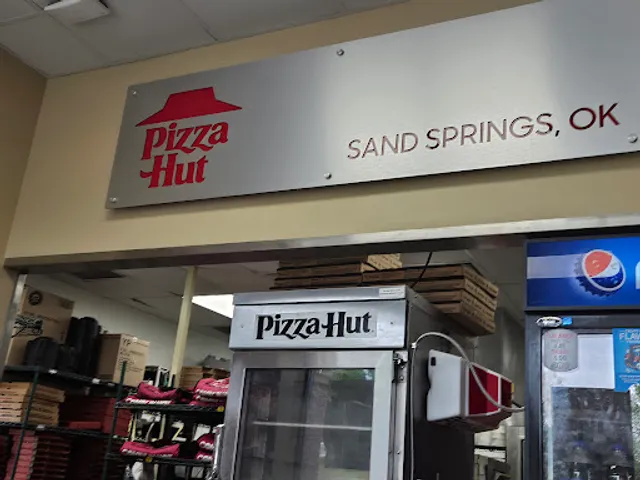 Pizza
Hut
SAND SPRINGS, OK
Pizza Hut